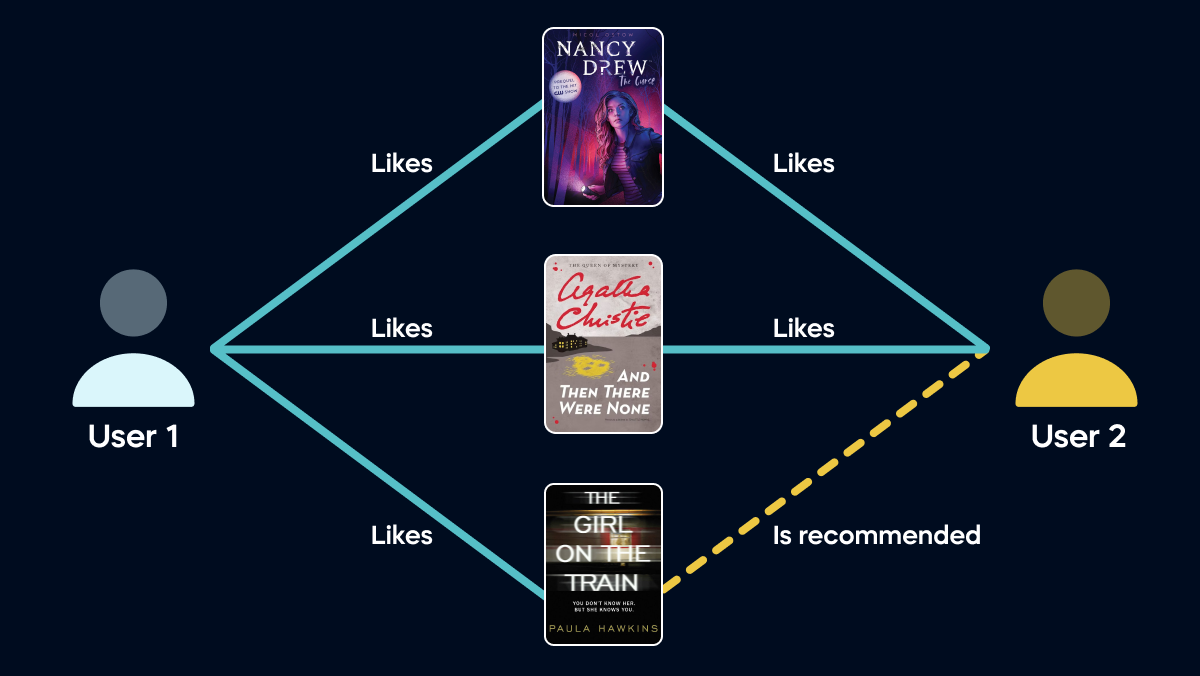 MICOL OSTOW
NANCY
DREW
The Curse
PREQUEL
TO THE HIT
CW SHOW
Likes
Likes
THE QUEEN OF MYSTERY
Agatha
Christie
Likes
Likes
AND
THEN THERE
WERE NONE
User 1
User 2
THE
GIRL
ON THE
TRAIN
Likes
Is recommended
YOU DON'T KNOW HER.
BUT SHE KNOWS YOU.
PAULA HAWKINS